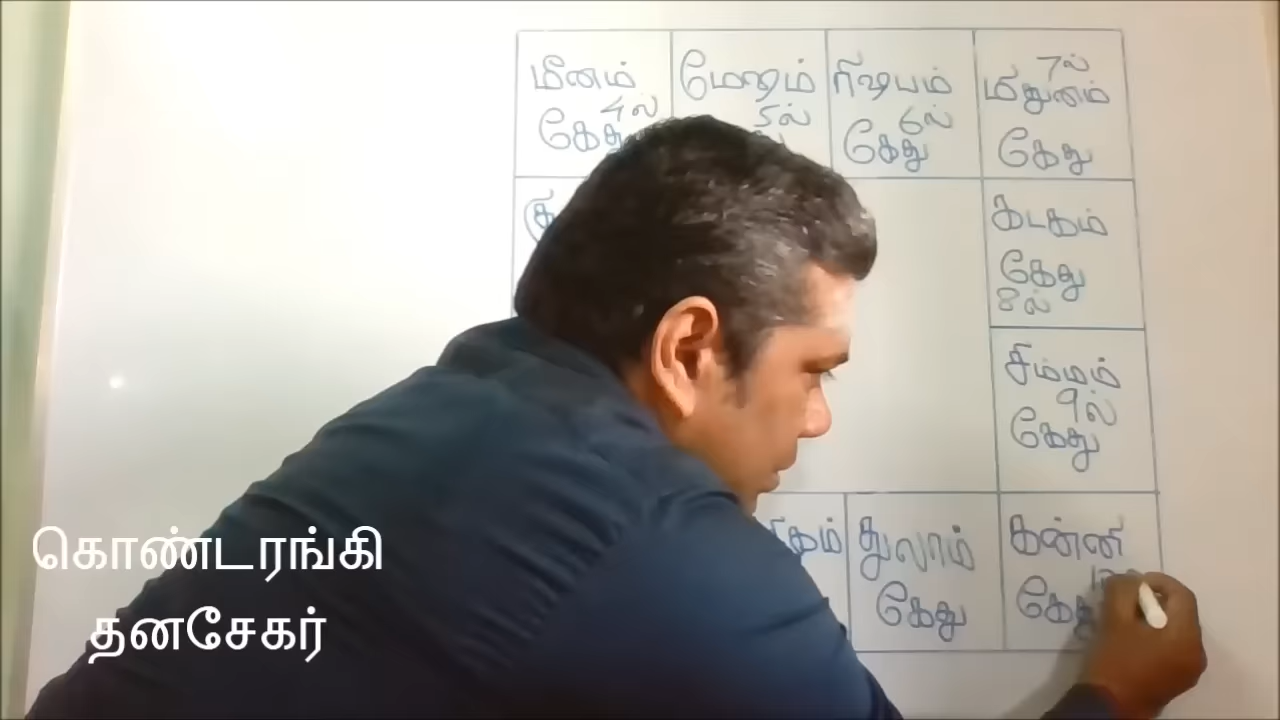 மீனம்
4ல்
கேது
மேஷம்
5ல்
ரிஷபம்
6ல்
கேது
7ல்
மிதுனம்
கேது
கு
கடகம்
கேது
8ல்
சிம்மம்
9ல்
கேது
துலாம்
கேது
கன்னி
கேது
கொண்டரங்கி
தனசேகர்